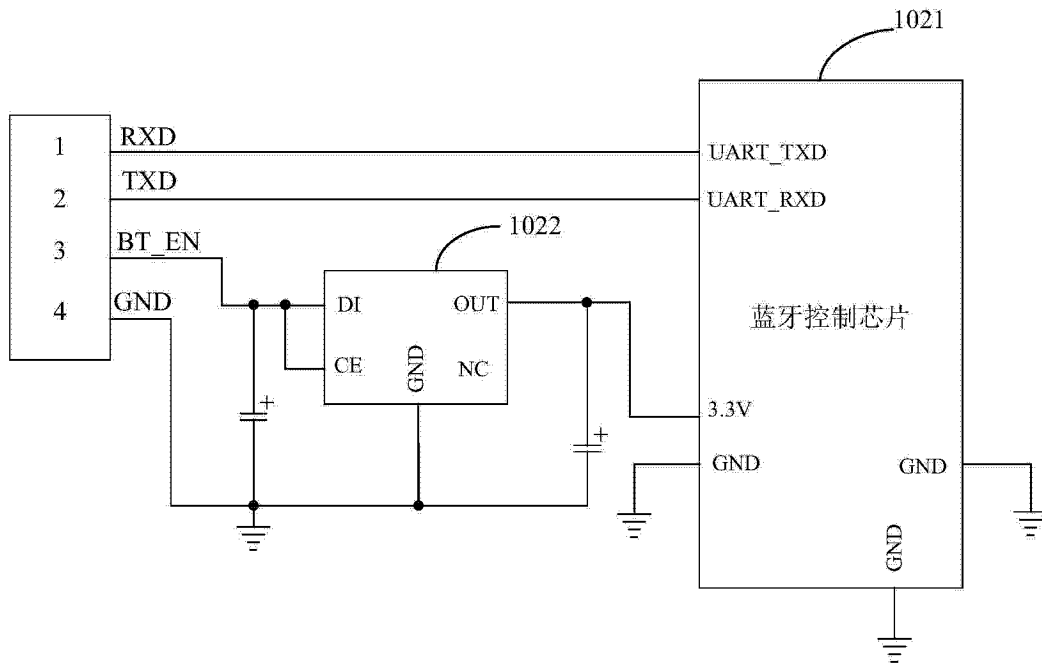 1021
1
RXD
UART_TXD
2
TXD
UART_RXD
3
BT_EN
1022
4
GND
DI
OUT
CE
GND
NC
蓝牙控制芯片
+
+
3.3V
GND
GND
GND